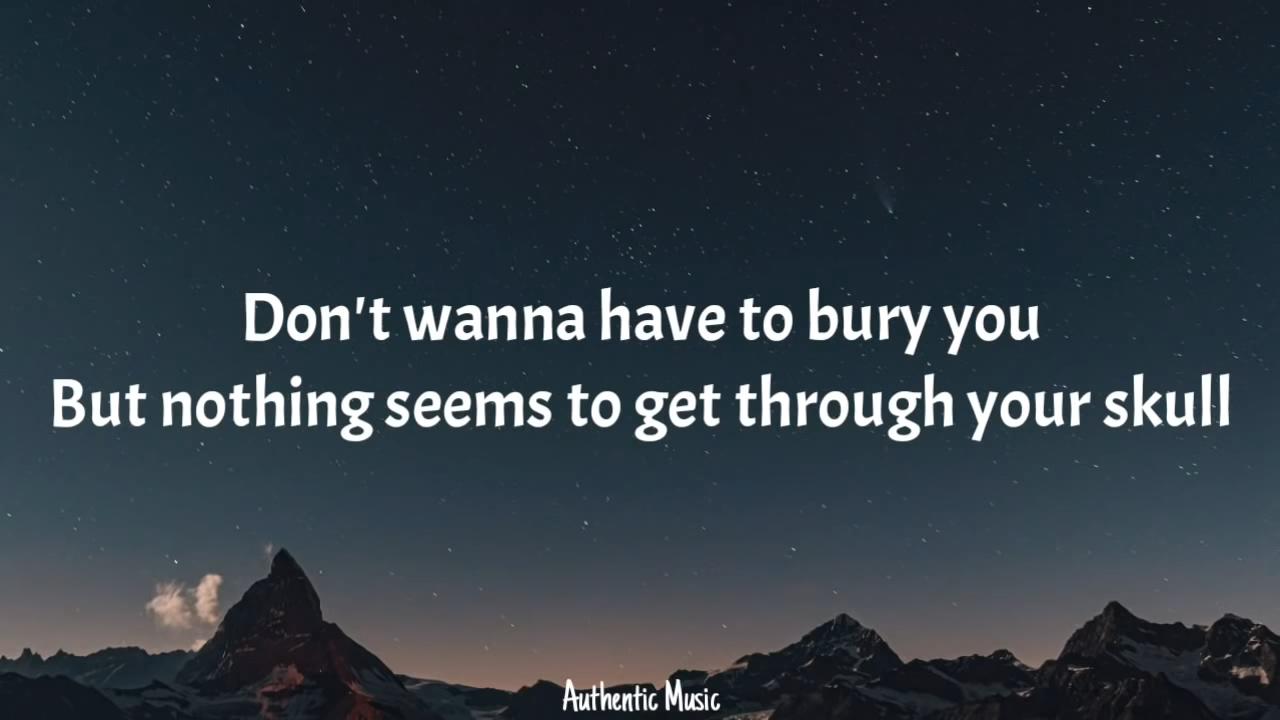 Don't wanna have to bury you
But nothing seems to get through your skull
Authentic Music